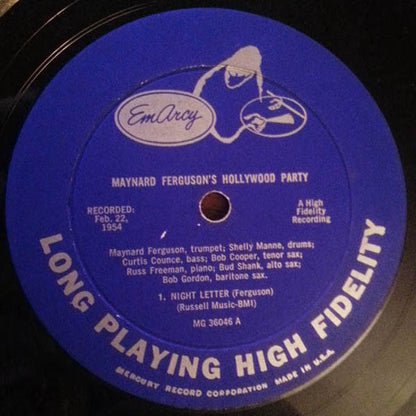 EmArcy
MAYNARD FERGUSON'S HOLLYWOOD PARTY
RECORDED:
Feb. 22,
1954
A High
Fidelity
Recording
Maynard Ferguson, trumpet; Shelly Manne, drums;
Curtis Counce, bass; Bob Cooper, tenor sax;
Russ Freeman, piano; Bud Shank, alto sax;
Bob Gordon, baritone sax.
1. NIGHT LETTER (Ferguson)
(Russell Music-BMI)
MG 36046 A
LONG PLAYING HIGH FIDELITY
MERCURY RECORD CORPORATION MADE IN U.S.A.